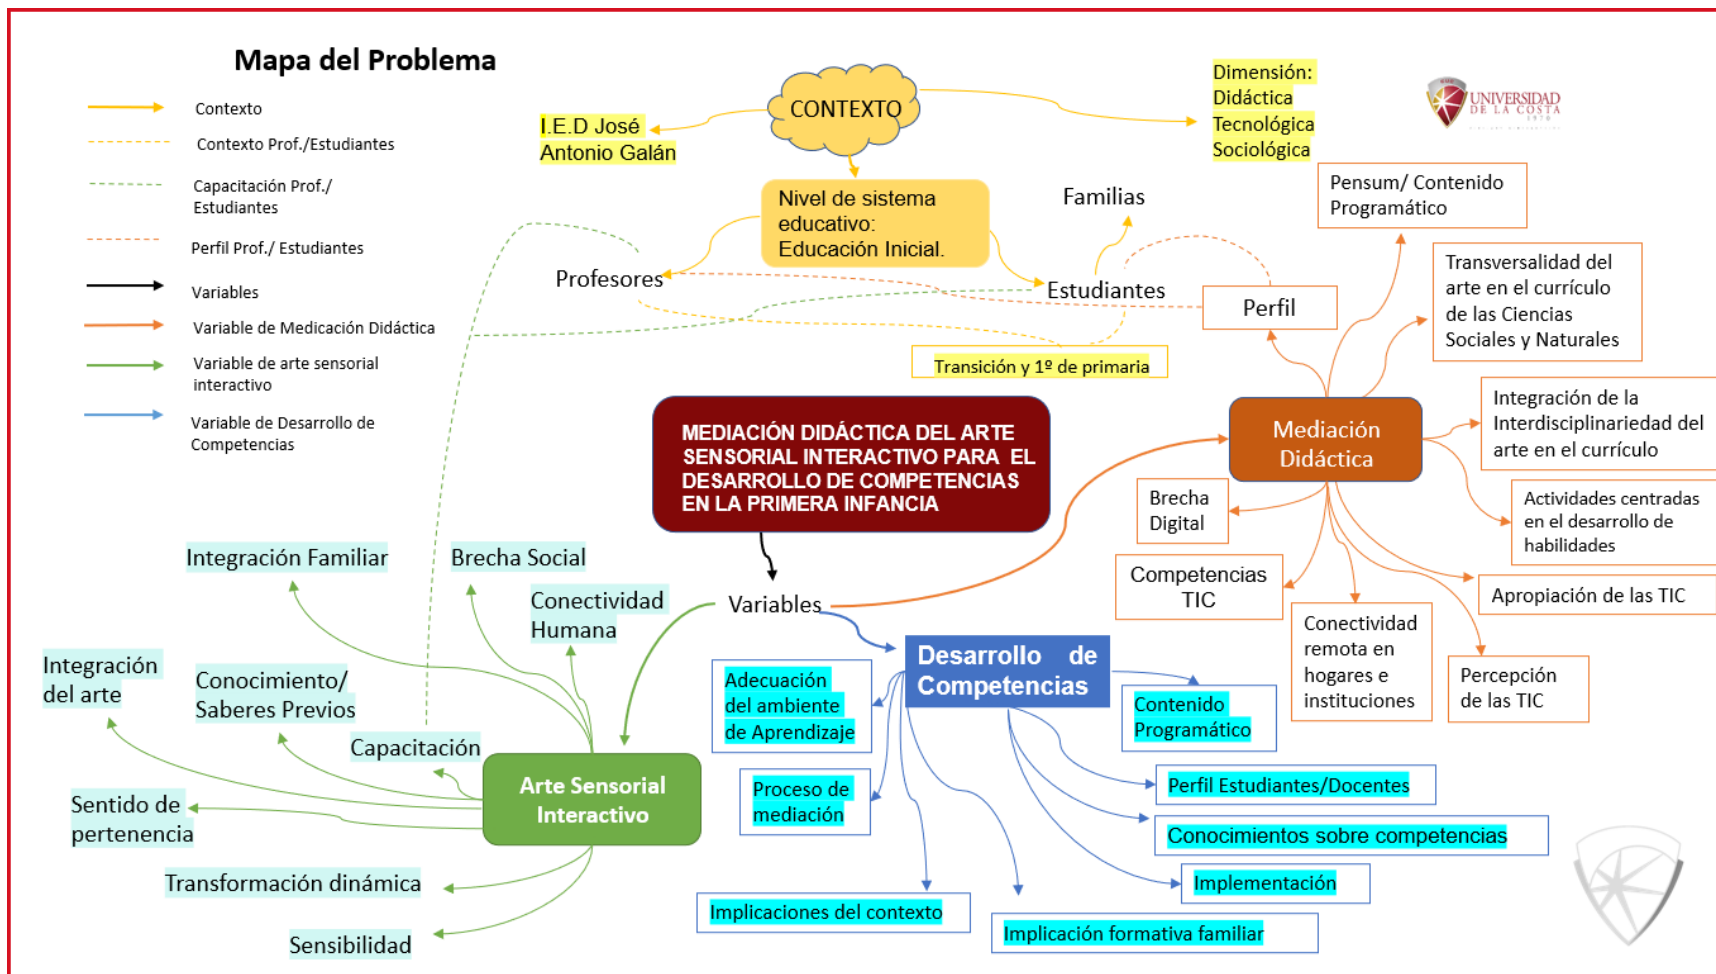 Mapa del Problema
Contexto
Contexto Prof./Estudiantes
Capacitación Prof./
Estudiantes
Perfil Prof./ Estudiantes
Variables
Variable de Medicación Didáctica
Variable de arte sensorial
interactivo
Variable de Desarrollo de
Competencias
CONTEXTO
I.E.D José
Antonio Galán
Dimensión:
Didáctica
Tecnológica
Sociológica
UNIVERSIDAD
DE LA COSTA
1970
Nivel de sistema
educativo:
Educación Inicial.
Familias
Profesores
Estudiantes
Perfil
Transición y 1º de primaria
Pensum/ Contenido
Programático
Transversalidad del
arte en el currículo
de las Ciencias
Sociales y Naturales
MEDIACIÓN DIDÁCTICA DEL ARTE
SENSORIAL INTERACTIVO PARA EL
DESARROLLO DE COMPETENCIAS
EN LA PRIMERA INFANCIA
Mediación
Didáctica
Integración de la
Interdisciplinariedad del
arte en el currículo
Brecha
Digital
Actividades centradas
en el desarrollo de
habilidades
Competencias
TIC
Apropiación de las TIC
Conectividad
remota en
hogares e
instituciones
Percepción
de las TIC
Variables
Integración Familiar
Brecha Social
Conectividad
Humana
Integración
del arte
Conocimiento/
Saberes Previos
Capacitación
Arte Sensorial
Interactivo
Sentido de
pertenencia
Transformación dinámica
Sensibilidad
Desarrollo de
Competencias
Adecuación
del ambiente
de Aprendizaje
Contenido
Programático
Proceso de
mediación
Perfil Estudiantes/Docentes
Conocimientos sobre competencias
Implementación
Implicaciones del contexto
Implicación formativa familiar